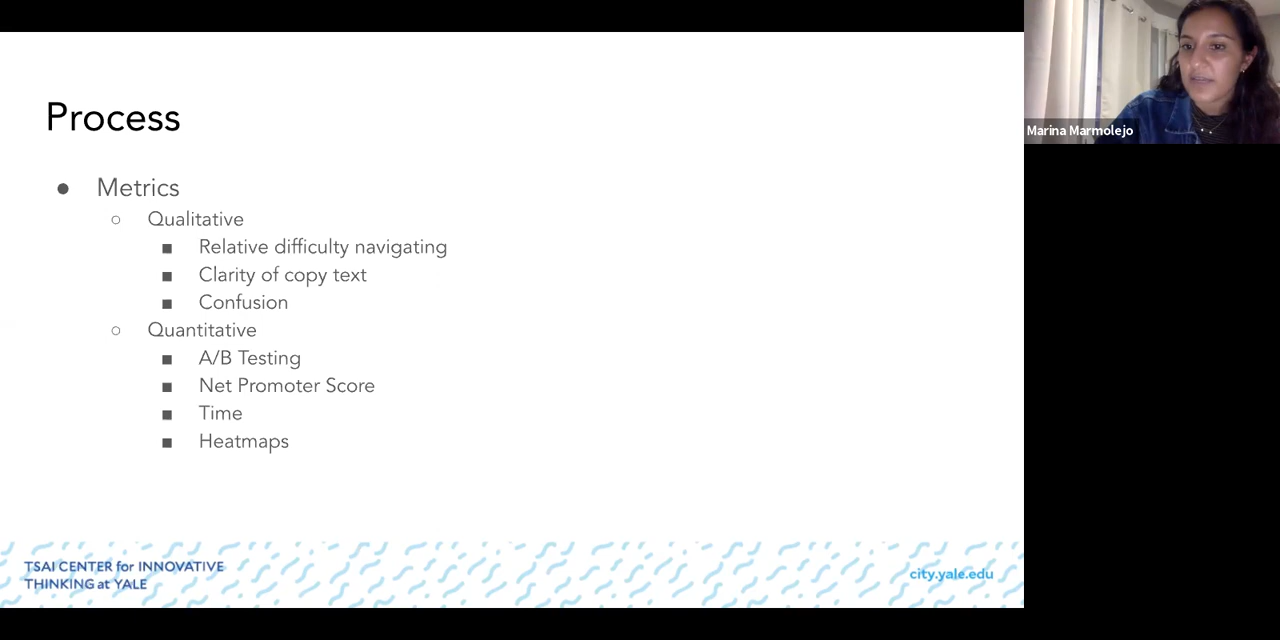 Process
● Metrics
○ Qualitative
■ Relative difficulty navigating
■ Clarity of copy text
■ Confusion
○ Quantitative
■ A/B Testing
■ Net Promoter Score
■ Time
■ Heatmaps
TSAI CENTER for INNOVATIVE
THINKING at YALE
city.yale.edu
Marina Marmolejo